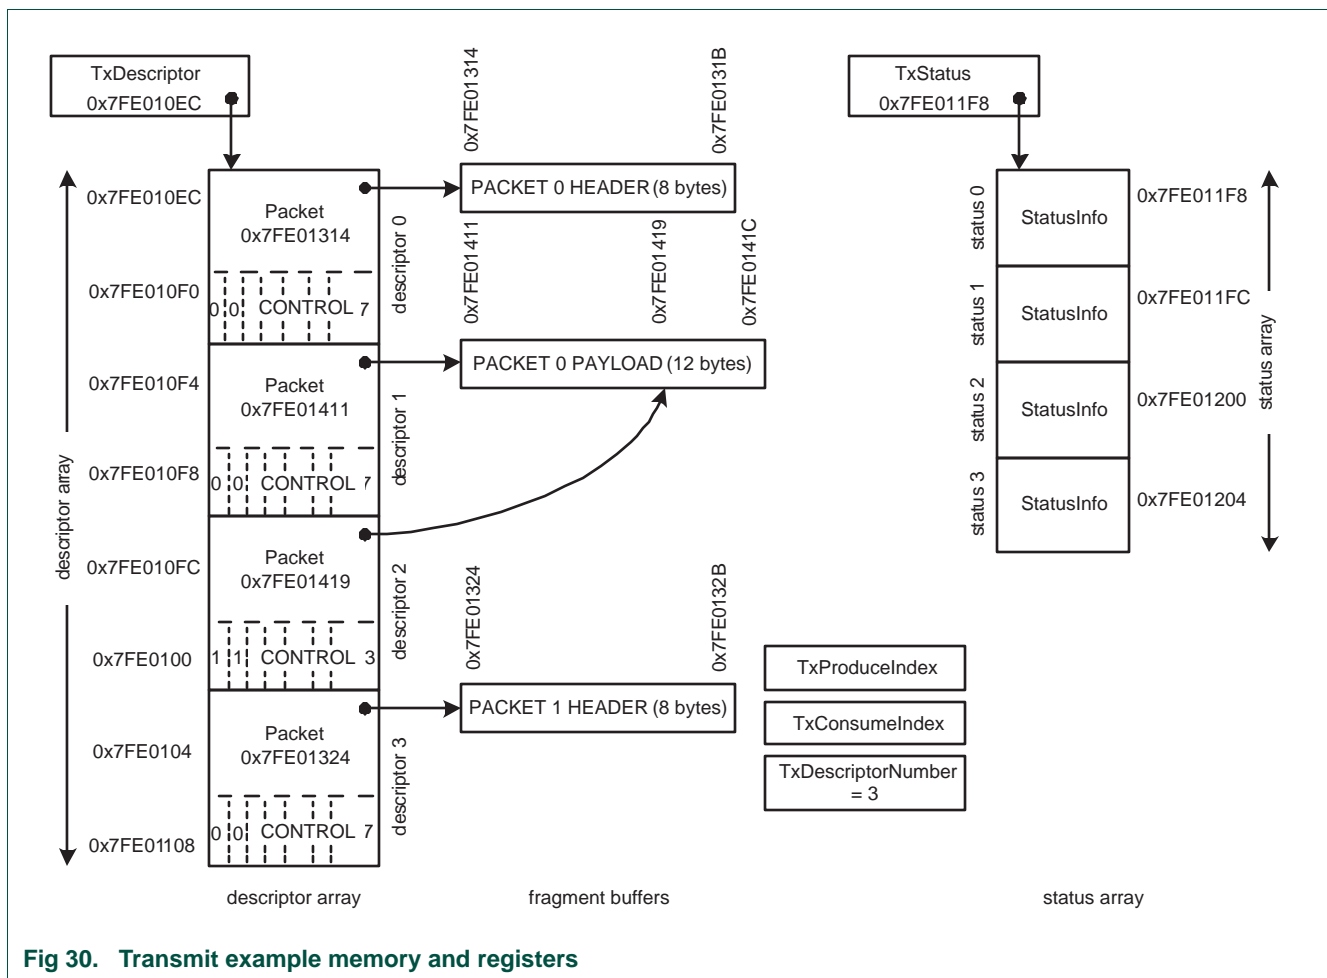 TxDescriptor
0x7FE010EC
0x7FE01314
0x7FE0131B
TxStatus
0x7FE011F8
0x7FE010EC
Packet
0x7FE01314
descriptor 0
PACKET 0 HEADER (8 bytes)
0x7FE010F0
0 0 CONTROL 7
0x7FE01411
0x7FE01419
0x7FE0141C
0x7FE010F4
Packet
0x7FE01411
descriptor 1
PACKET 0 PAYLOAD (12 bytes)
0x7FE010F8
0 0 CONTROL 7
descriptor array
0x7FE010FC
Packet
0x7FE01419
descriptor 2
0x7FE0100
1 1 CONTROL 3
0x7FE01324
0x7FE0132B
0x7FE0104
Packet
0x7FE01324
descriptor 3
PACKET 1 HEADER (8 bytes)
0x7FE01108
0 0 CONTROL 7
status 0
StatusInfo
0x7FE011F8
status 1
StatusInfo
0x7FE011FC
status 2
StatusInfo
0x7FE01200
status 3
StatusInfo
0x7FE01204
status array
TxProduceIndex
TxConsumeIndex
TxDescriptorNumber
= 3
descriptor array
fragment buffers
status array
Fig 30. Transmit example memory and registers